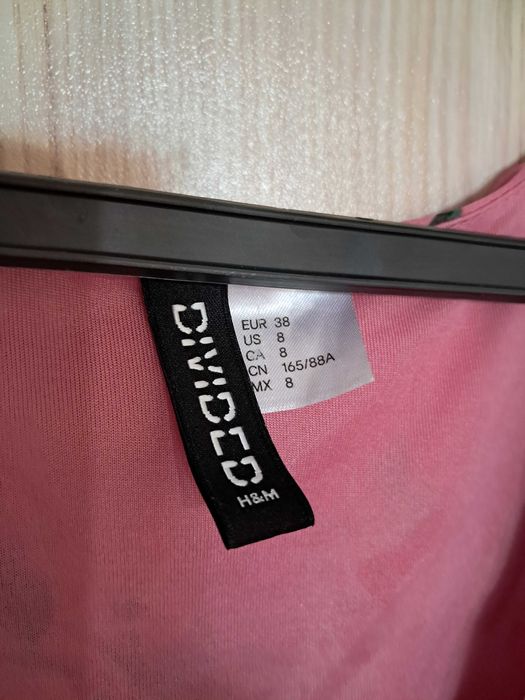 DIVIDED
H&M
EUR 38
US 8
CA 8
CN 165/88A
MX 8